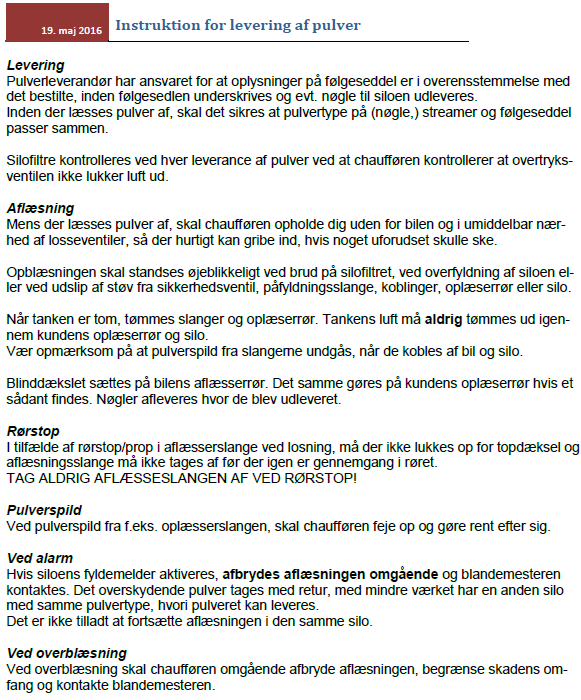 19. maj 2016 Instruktion for levering af pulver
Levering
Pulverleverandør har ansvaret for at oplysninger på følgeseddel er i overensstemmelse med
det bestilte, inden følgesedlen underskrives og evt. nøgle til siloen udleveres.
Inden der læsses pulver af, skal det sikres at pulvertype på (nøgle,) streamer og følgeseddel
passer sammen.
Silofiltre kontrolleres ved hver leverance af pulver ved at chaufføren kontrollerer at overtryks-
ventilen ikke lukker luft ud.
Aflæsning
Mens der læsses pulver af, skal chaufføren opholde dig uden for bilen og i umiddelbar nær-
hed af losseventiler, så der hurtigt kan gribe ind, hvis noget uforudset skulle ske.
Opblæsningen skal standses øjeblikkeligt ved brud på silofiltret, ved overfyldning af siloen el-
ler ved udslip af støv fra sikkerhedsventil, påfyldningsslange, koblinger, oplæserrør eller silo.
Når tanken er tom, tømmes slanger og oplæserrør. Tankens luft må aldrig tømmes ud igen-
nem kundens oplæserrør og silo.
Vær opmærksom på at pulverspild fra slangerne undgås, når de kobles af bil og silo.
Blinddækslet sættes på bilens aflæsserrør. Det samme gøres på kundens oplæserrør hvis et
sådant findes. Nøgler afleveres hvor de blev udleveret.
Rørstop
I tilfælde af rørstop/prop i aflæsserslange ved losning, må der ikke lukkes op for topdæksel og
aflæsningsslange må ikke tages af før der igen er gennemgang i røret.
TAG ALDRIG AFLÆSSESLANGEN AF VED RØRSTOP!
Pulverspild
Ved pulverspild fra f.eks. oplæsserslangen, skal chaufføren feje op og gøre rent efter sig.
Ved alarm
Hvis siloens fyldemelder aktiveres, afbrydes aflæsningen omgående og blandemesteren
kontaktes. Det overskydende pulver tages med retur, med mindre værket har en anden silo
med samme pulvertype, hvori pulveret kan leveres.
Det er ikke tilladt at fortsætte aflæsningen i den samme silo.
Ved overblæsning
Ved overblæsning skal chaufføren omgående afbryde aflæsningen, begrænse skadens om-
fang og kontakte blandemesteren.